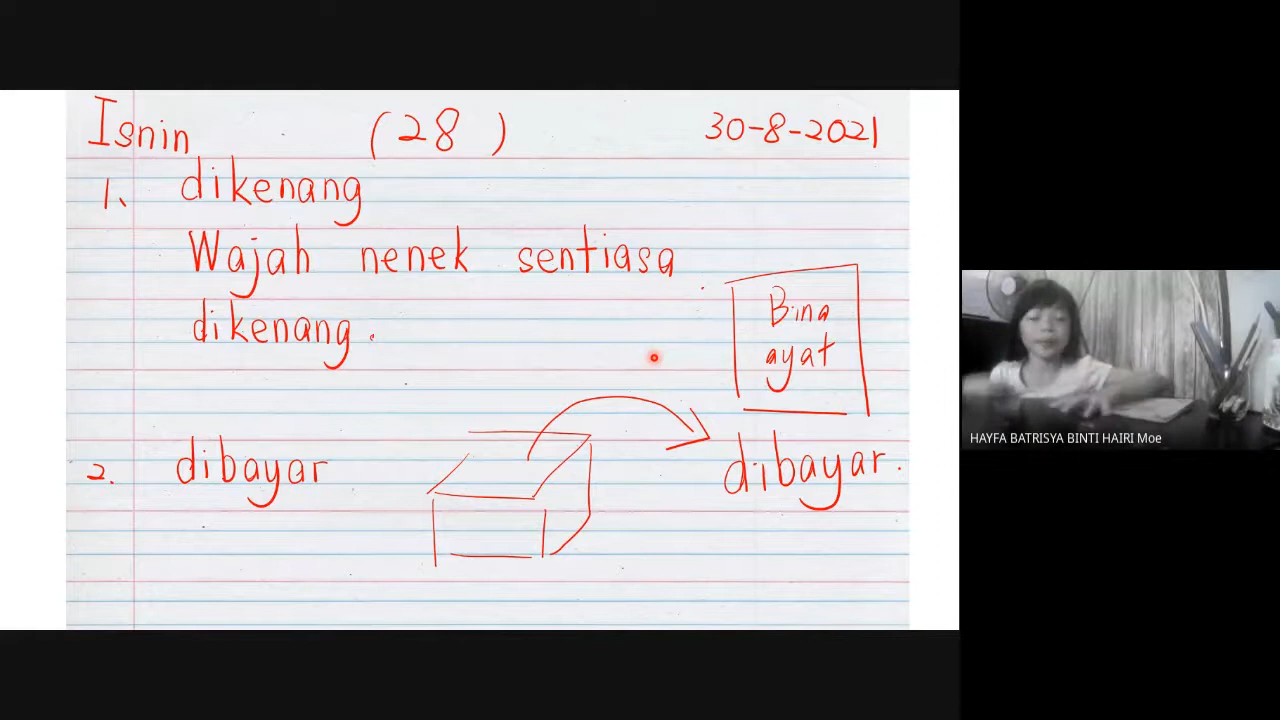 Isnin (28) 30-8-2021
1. dikenang
Wajah nenek sentiasa
dikenang.
Bina
ayat
2. dibayar
dibayar.
HAYFA BATRISYA BINTI HAIRI Moe